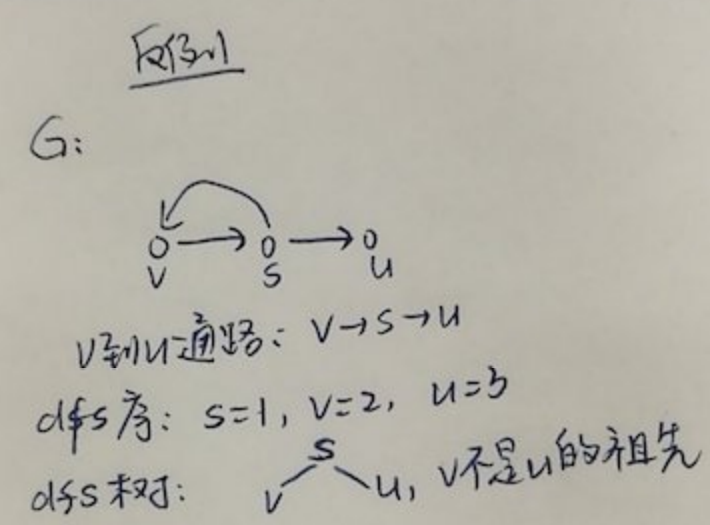 反例
G:
V S U
V到U通路: V→S→U
dfs序: S=1, V=2, U=3
S
dfs树: V U, V不是U的祖先